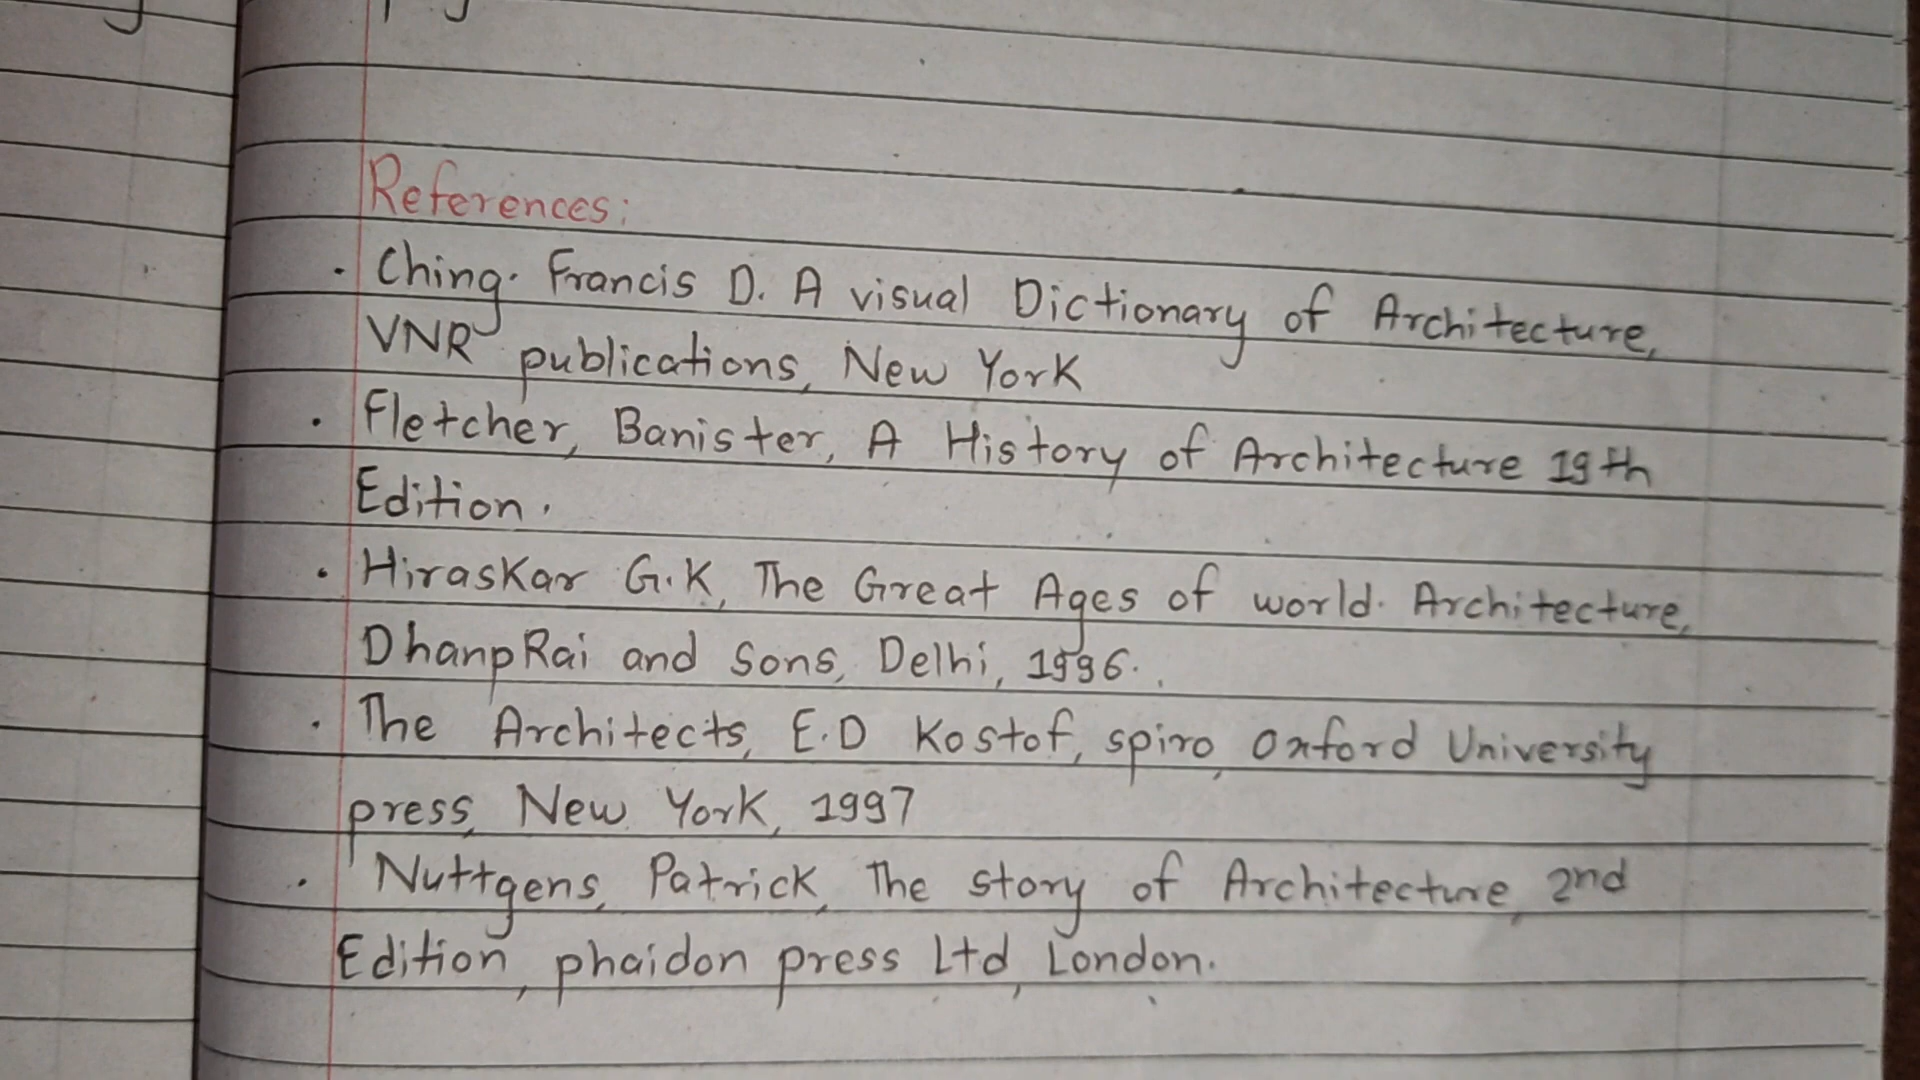 References:
• Ching. Francis D. A visual Dictionary of Architecture,
VNR publications, New York
• Fletcher, Banister, A History of Architecture 19th
Edition.
• Hiraskar G.K, The Great Ages of world. Architecture,
DhanpRai and Sons, Delhi, 1996.
• The Architects, E.D Kostof, spiro, Oxford University
press, New York, 1997
• Nuttgens, Patrick, The story of Architecture, 2nd
Edition, phaidon press Ltd, London.